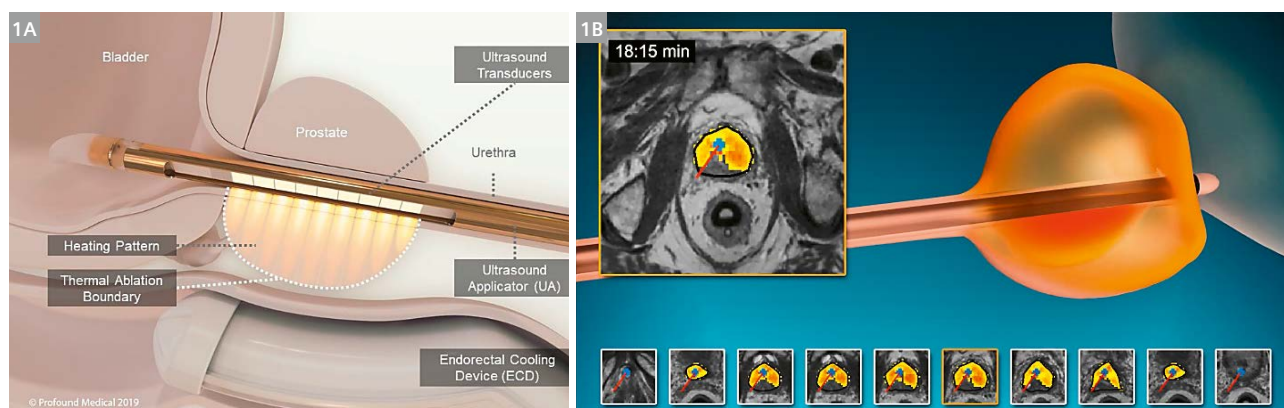 1A
Bladder
Ultrasound
Transducers
Prostate
Urethra
Heating Pattern
Thermal Ablation
Boundary
Ultrasound
Applicator (UA)
Endorectal Cooling
Device (ECD)
© Profound Medical 2019
1B
18:15 min